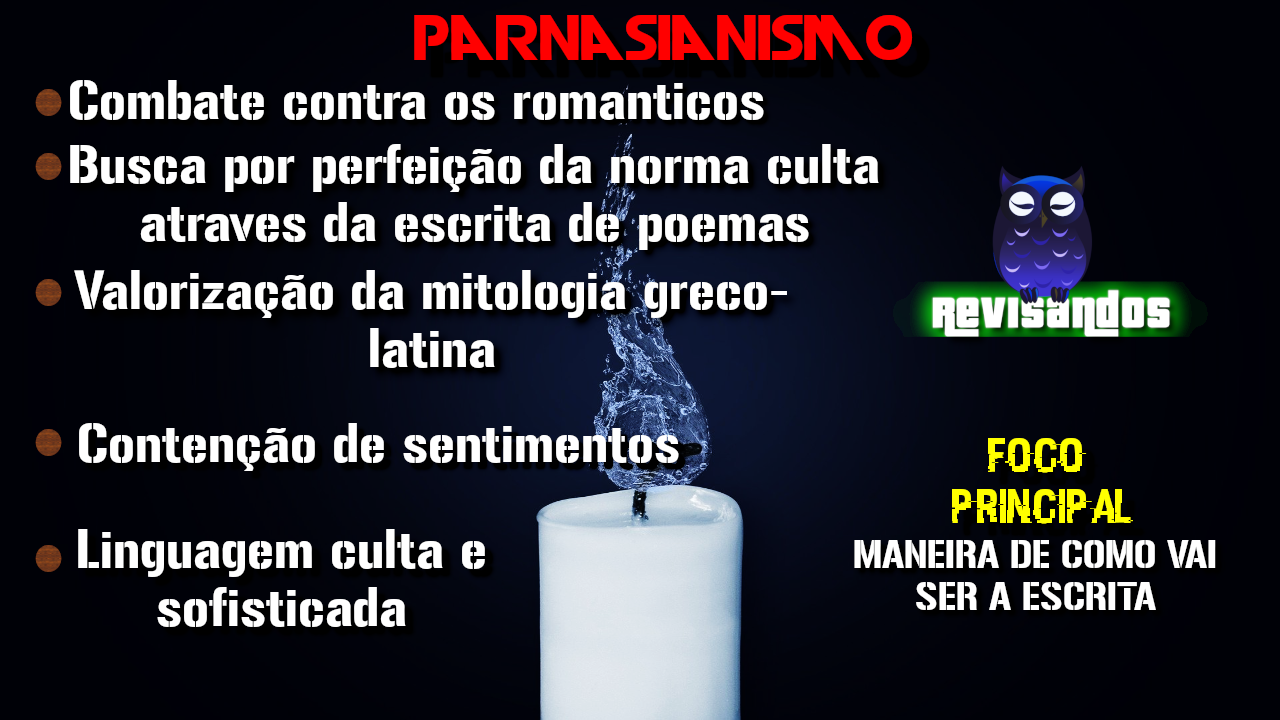 PARNASIANISMO
Combate contra os romanticos
Busca por perfeição da norma culta
atraves da escrita de poemas
Valorização da mitologia greco-
latina
Contenção de sentimentos
Linguagem culta e
sofisticada
Revisandos
FOCO
PRINCIPAL
MANEIRA DE COMO VAI
SER A ESCRITA